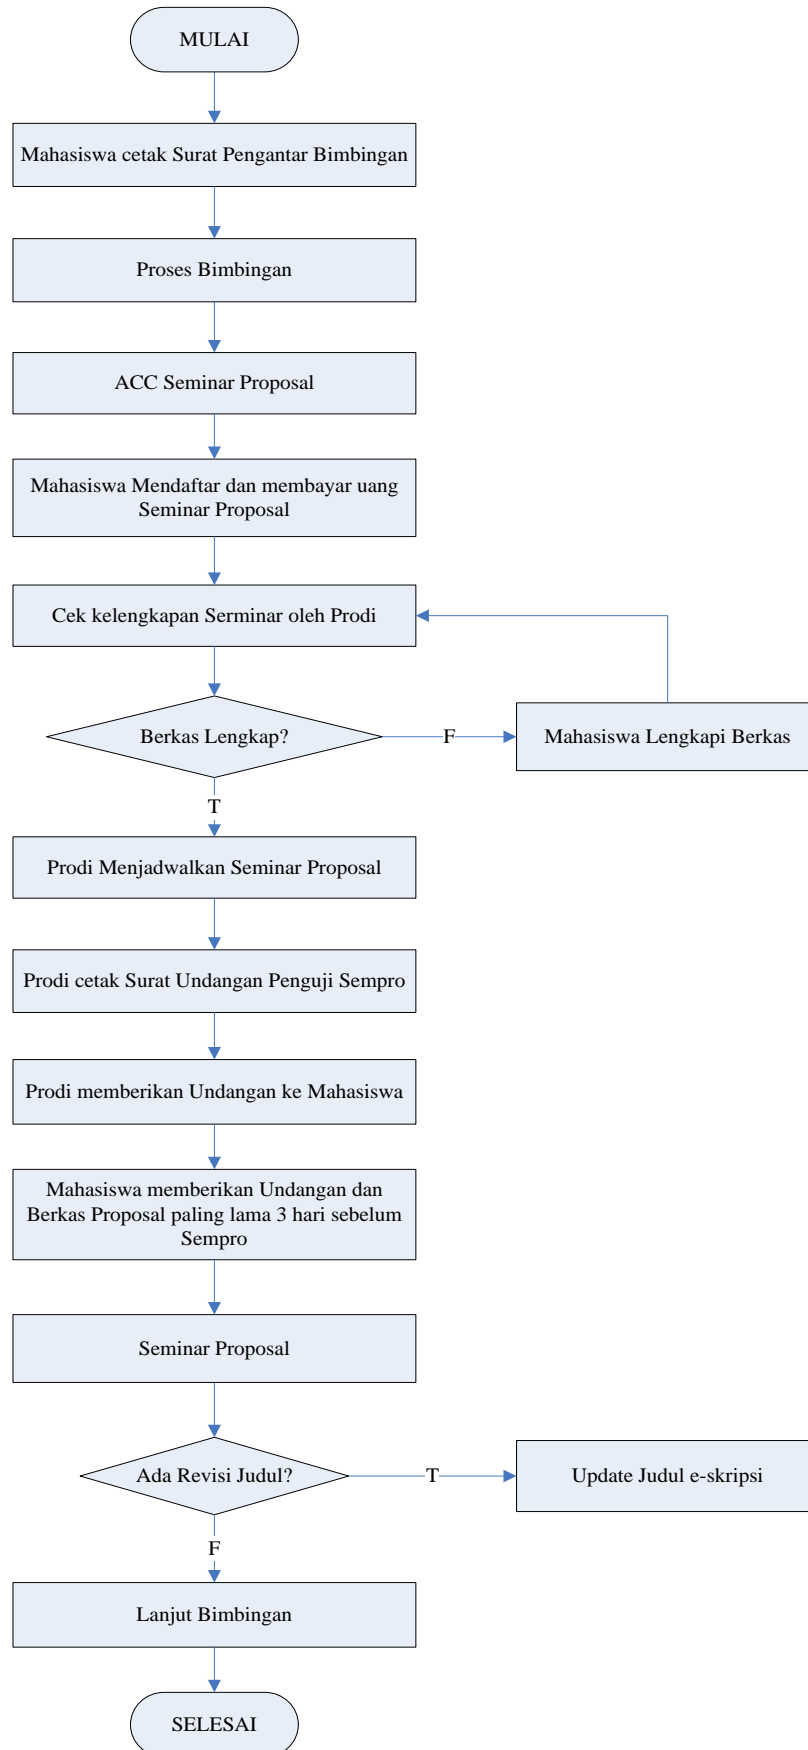 MULAI
Mahasiswa cetak Surat Pengantar Bimbingan
Proses Bimbingan
ACC Seminar Proposal
Mahasiswa Mendaftar dan membayar uang
Seminar Proposal
Cek kelengkapan Serminar oleh Prodi
Berkas Lengkap?
F
Mahasiswa Lengkapi Berkas
T
Prodi Menjadwalkan Seminar Proposal
Prodi cetak Surat Undangan Penguji Sempro
Prodi memberikan Undangan ke Mahasiswa
Mahasiswa memberikan Undangan dan
Berkas Proposal paling lama 3 hari sebelum
Sempro
Seminar Proposal
Ada Revisi Judul?
T
Update Judul e-skripsi
F
Lanjut Bimbingan
SELESAI